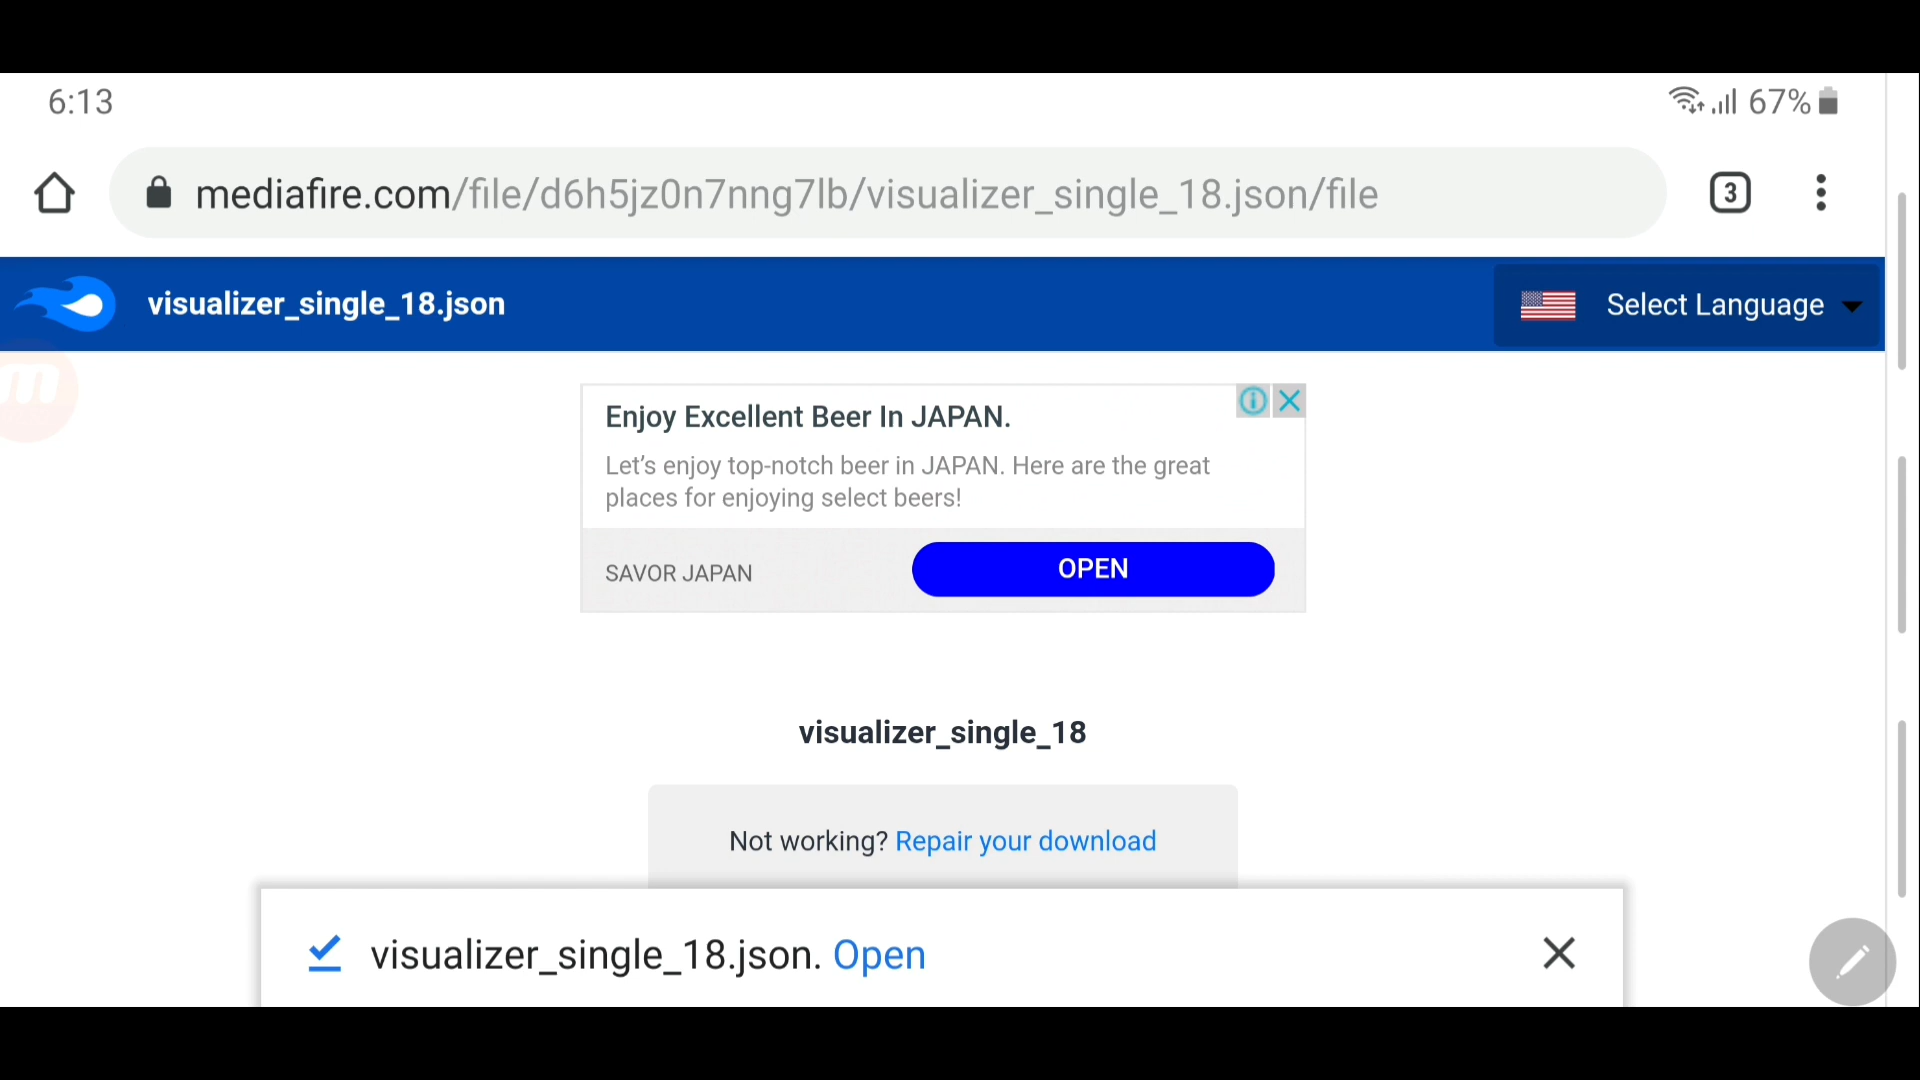 6:13
67%
mediafire.com/file/d6h5jz0n7nng7lb/visualizer_single_18.json/file
3
visualizer_single_18.json
Select Language
m
Enjoy Excellent Beer In JAPAN.
Let's enjoy top-notch beer in JAPAN. Here are the great
places for enjoying select beers!
SAVOR JAPAN
OPEN
visualizer_single_18
Not working? Repair your download
visualizer_single_18.json. Open